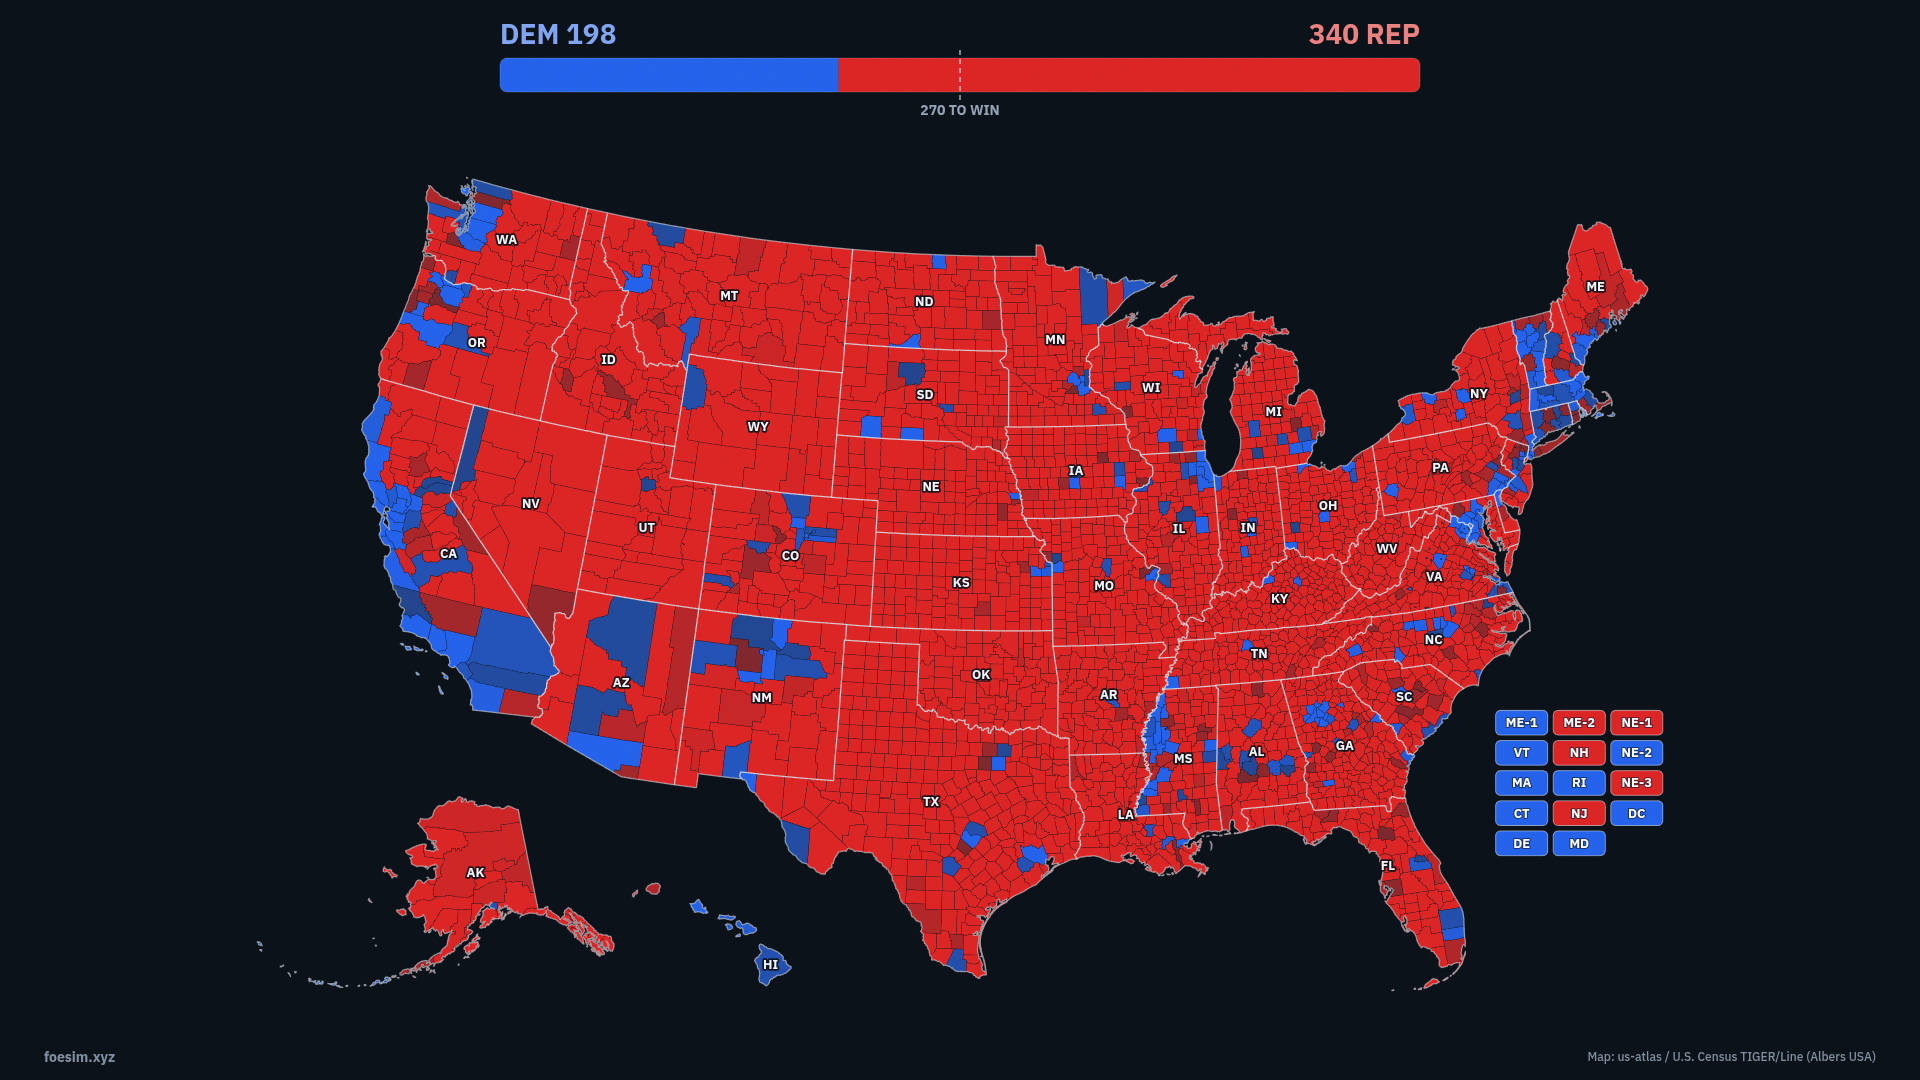 DEM 198
340 REP
270 TO WIN
WA
MT
ND
MN
ME
OR
ID
SD
WI
NY
MI
WY
IA
PA
NE
NV
OH
UT
IL
IN
CO
WV
CA
KS
MO
VA
KY
NC
TN
OK
AZ
NM
AR
SC
GA
AL
MS
TX
LA
FL
AK
HI
ME-1
ME-2
NE-1
VT
NH
NE-2
MA
RI
NE-3
CT
NJ
DC
DE
MD
foesim.xyz
Map: us-atlas / U.S. Census TIGER/Line (Albers USA)